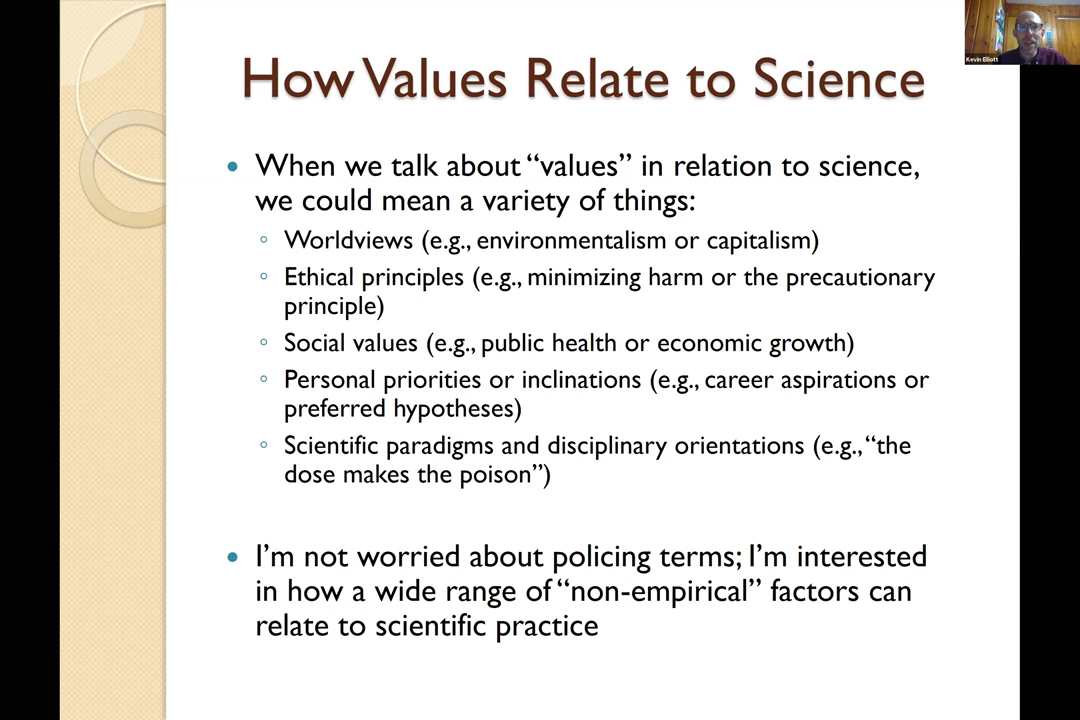 Kevin Elliott
How Values Relate to Science
• When we talk about “values” in relation to science,
we could mean a variety of things:
◦ Worldviews (e.g., environmentalism or capitalism)
◦ Ethical principles (e.g., minimizing harm or the precautionary
principle)
◦ Social values (e.g., public health or economic growth)
◦ Personal priorities or inclinations (e.g., career aspirations or
preferred hypotheses)
◦ Scientific paradigms and disciplinary orientations (e.g., “the
dose makes the poison”)
• I’m not worried about policing terms; I’m interested
in how a wide range of “non-empirical” factors can
relate to scientific practice